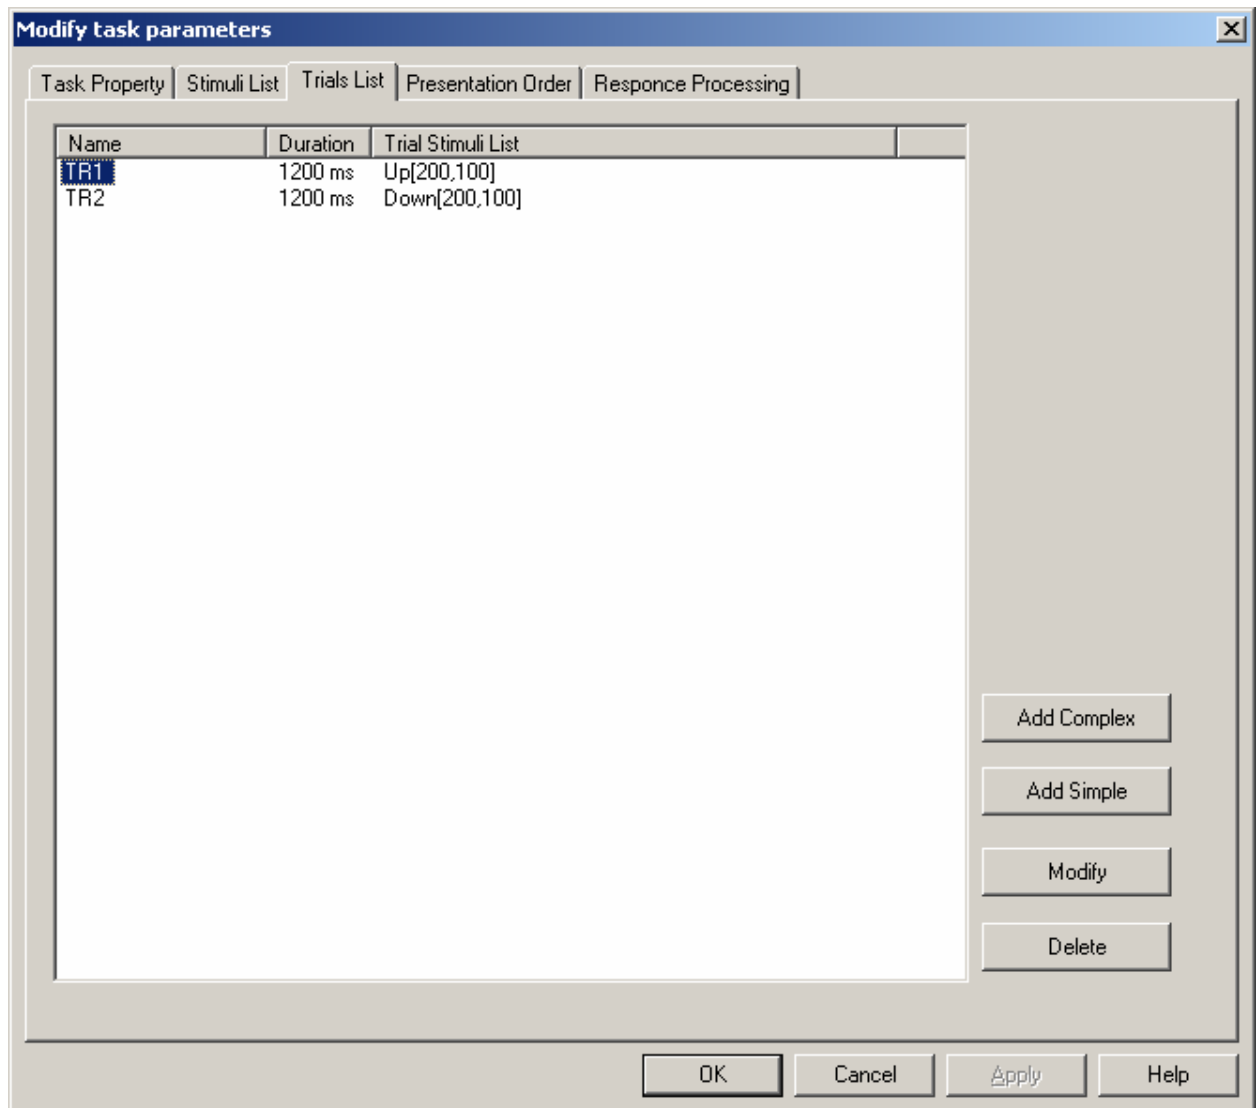 Modify task parameters
Task Property Stimuli List Trials List Presentation Order Responce Processing
Name Duration Trial Stimuli List
TR1 1200 ms Up[200,100]
TR2 1200 ms Down[200,100]
Add Complex
Add Simple
Modify
Delete
OK Cancel Apply Help